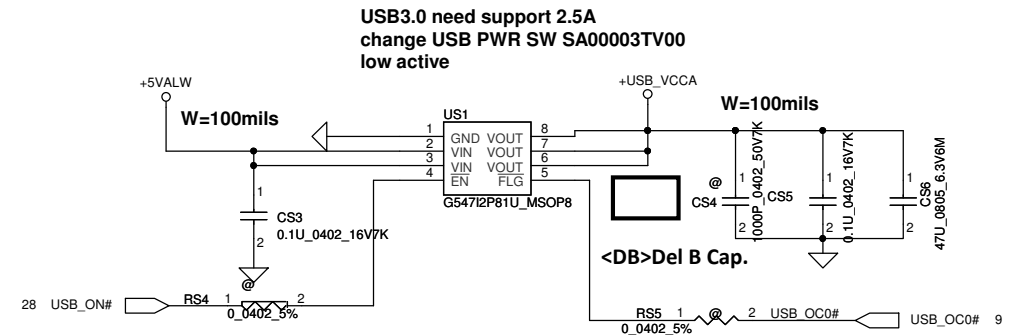 USB3.0 need support 2.5A
change USB PWR SW SA00003TV00
low active
+5VALW
+USB_VCCA
W=100mils
W=100mils
US1
1 GND VOUT 8
2 VIN VOUT 7
3 VIN VOUT 6
4 EN FLG 5
G547I2P81U_MSOP8
1
CS3
0.1U_0402_16V7K
2
@
@
1
CS4
2
1000P_0402_50V7K
1
CS5
2
0.1U_0402_16V7K
1
2
CS6
47U_0805_6.3V6M
<DB>Del B Cap.
28 USB_ON# RS4 1 2
0_0402_5%
RS5 1 @ 2 USB_OC0# USB_OC0# 9
0_0402_5%